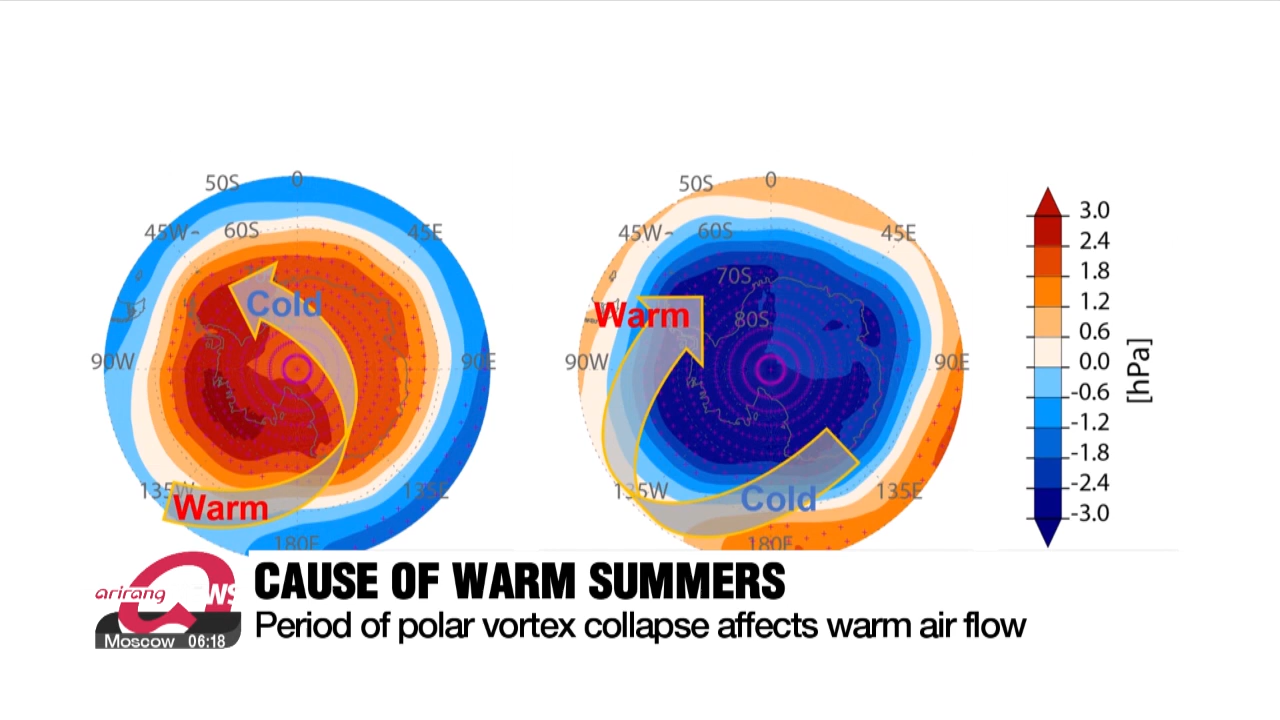 50S
0
45W
60S
45E
Cold
90W
90E
135W
Warm
135E
180E
50S
0
45W
60S
45E
70S
80S
Warm
90W
90E
135W
Cold
135E
180E
3.0
2.4
1.8
1.2
0.6
0.0
-0.6
-1.2
-1.8
-2.4
-3.0
[hPa]
arirang NEWS
Moscow 06:18
CAUSE OF WARM SUMMERS
Period of polar vortex collapse affects warm air flow